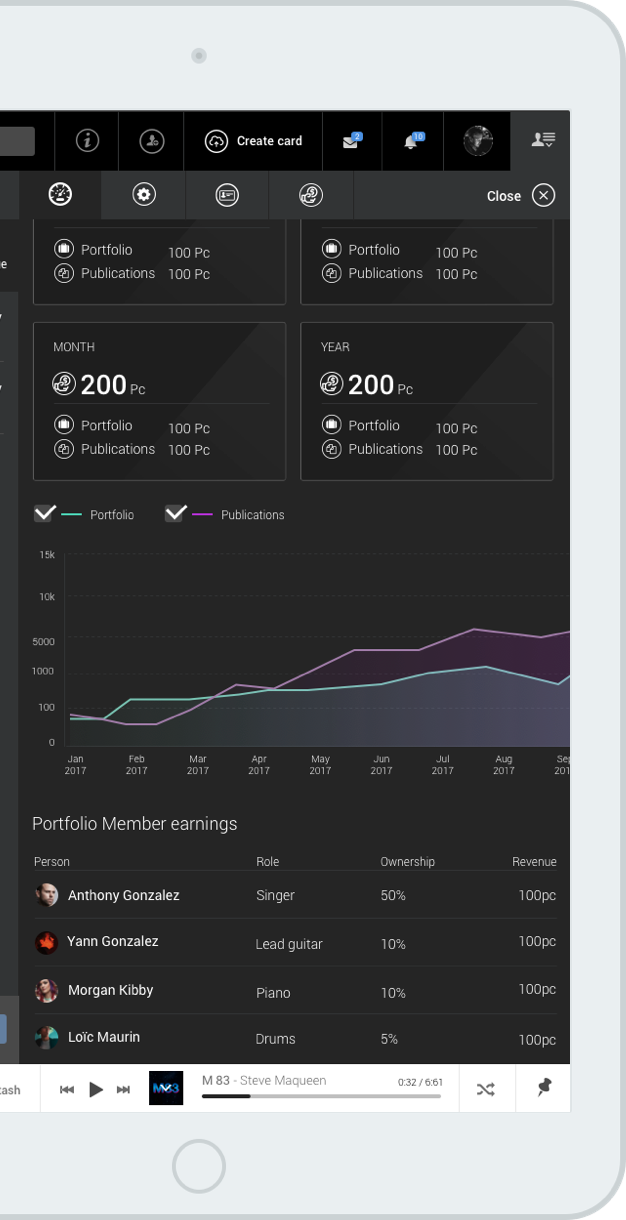 Create card
2
10
Close
e
Portfolio 100 Pc
Publications 100 Pc
Portfolio 100 Pc
Publications 100 Pc
MONTH
200 Pc
Portfolio 100 Pc
Publications 100 Pc
YEAR
200 Pc
Portfolio 100 Pc
Publications 100 Pc
Portfolio
Publications
15k
10k
5000
1000
100
0
Jan 2017
Feb 2017
Mar 2017
Apr 2017
May 2017
Jun 2017
Jul 2017
Aug 2017
Sep 201
Portfolio Member earnings
Person Role Ownership Revenue
Anthony Gonzalez Singer 50% 100pc
Yann Gonzalez Lead guitar 10% 100pc
Morgan Kibby Piano 10% 100pc
Loïc Maurin Drums 5% 100pc
tash
M83
M 83 - Steve Maqueen
0:32 / 6:61